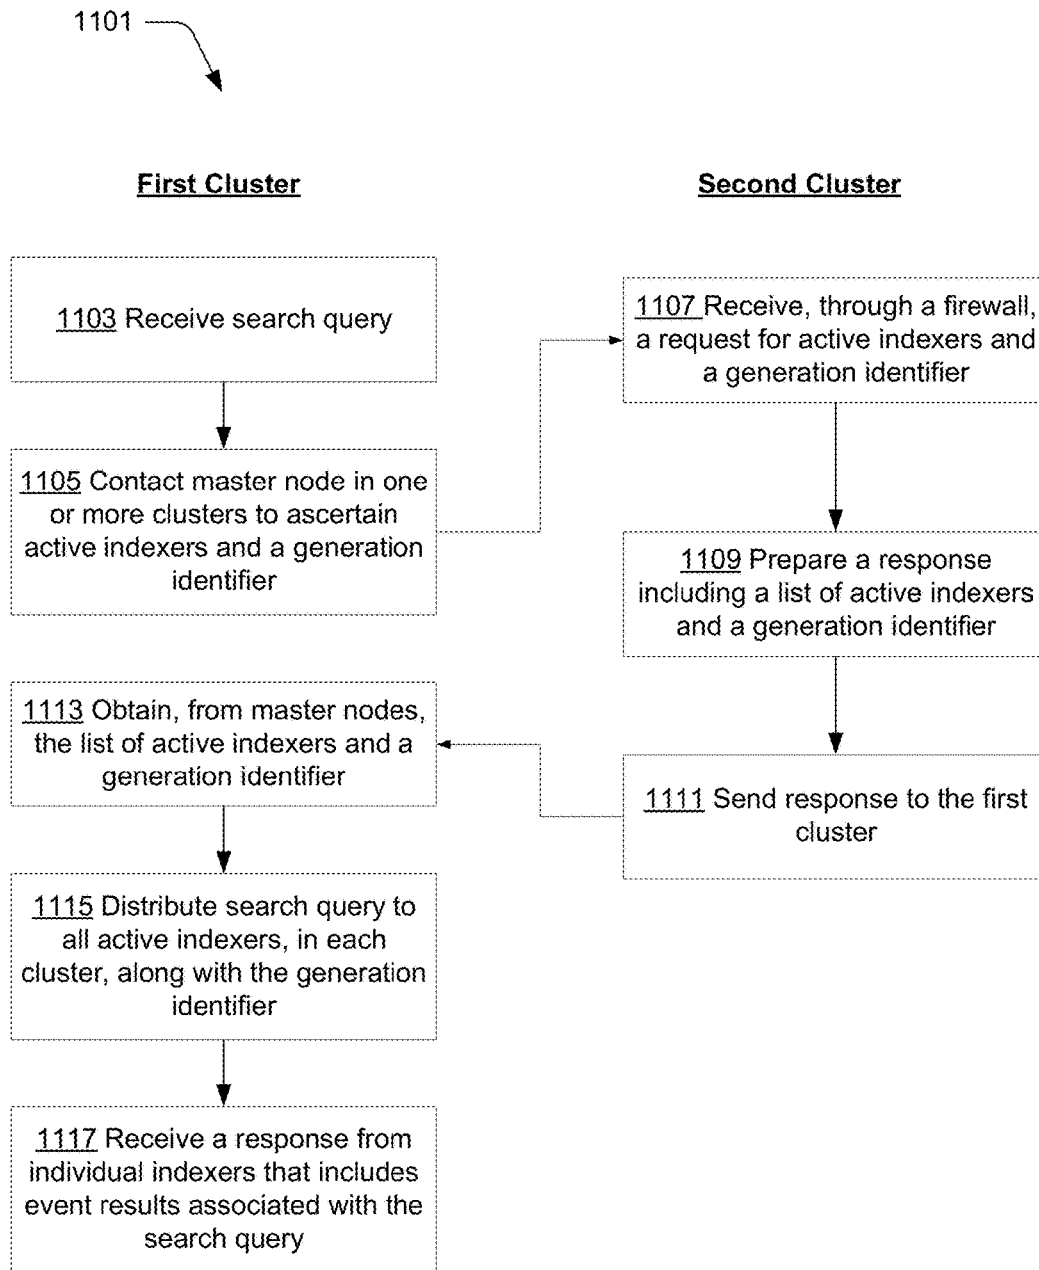 1101
First Cluster
Second Cluster
1103 Receive search query
1107 Receive, through a firewall,
a request for active indexers and
a generation identifier
1105 Contact master node in one
or more clusters to ascertain
active indexers and a generation
identifier
1109 Prepare a response
including a list of active indexers
and a generation identifier
1113 Obtain, from master nodes,
the list of active indexers and a
generation identifier
1111 Send response to the first
cluster
1115 Distribute search query to
all active indexers, in each
cluster, along with the generation
identifier
1117 Receive a response from
individual indexers that includes
event results associated with the
search query